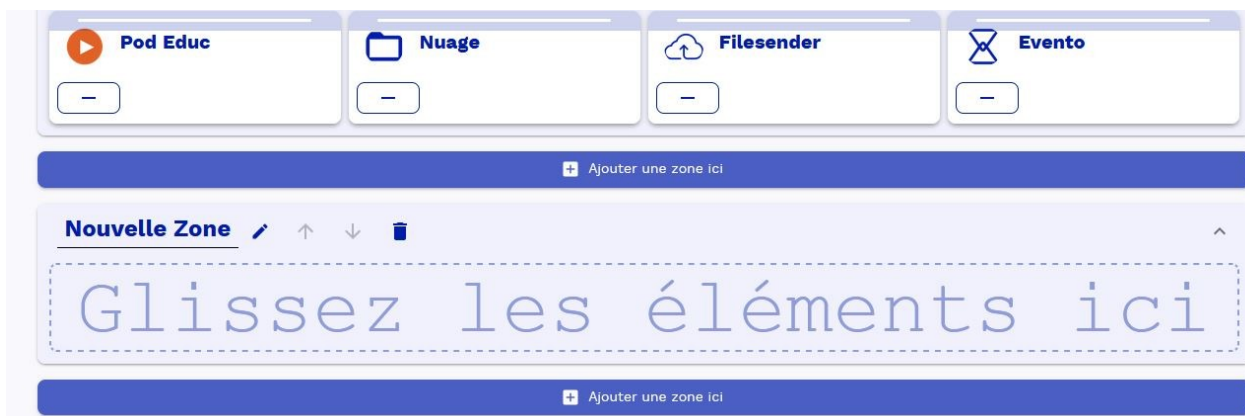 Pod Educ Nuage Filesender Evento
Ajouter une zone ici
Nouvelle Zone
Glissez les éléments ici
Ajouter une zone ici